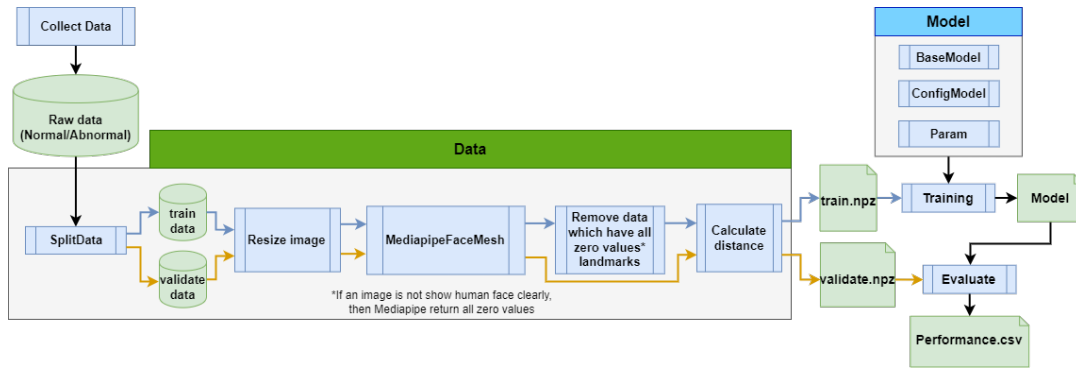 Collect Data
Raw data
(Normal/Abnormal)
Data
SplitData
train
data
validate
data
Resize image
MediapipeFaceMesh
Remove data
which have all
zero values*
landmarks
Calculate
distance
*If an image is not show human face clearly,
then Mediapipe return all zero values
train.npz
validate.npz
Model
BaseModel
ConfigModel
Param
Training
Model
Evaluate
Performance.csv